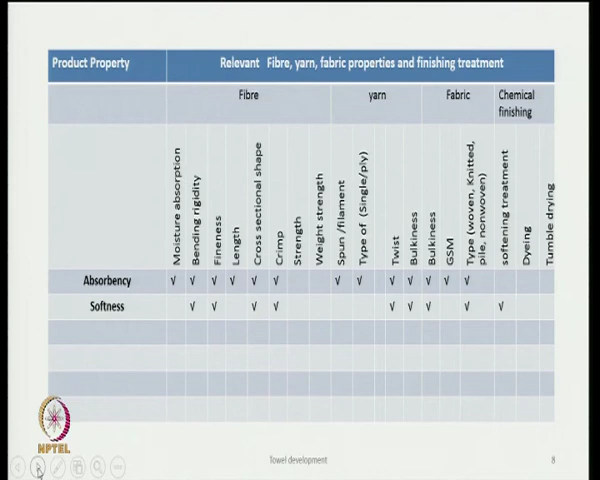 Product Property Relevant Fibre, yarn, fabric properties and finishing treatment
Fibre yarn Fabric Chemical
finishing
Moisture absorption
Bending rigidity
Fineness
Length
Cross sectional shape
Crimp
Strength
Weight strength
Spun /filament
Type of (Single/ply)
Twist
Bulkiness
Bulkiness
GSM
Type (woven, Knitted,
pile, nonwoven)
softening treatment
Dyeing
Tumble drying
Absorbency √ √ √ √ √ √ √ √ √ √ √ √ √
Softness √ √ √ √ √ √ √ √ √
NPTEL
Towel development 8